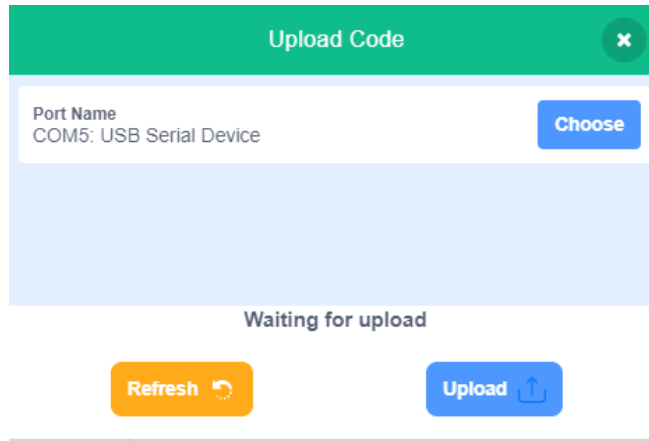 Upload Code
Port Name
COM5: USB Serial Device
Choose
Waiting for upload
Refresh
Upload